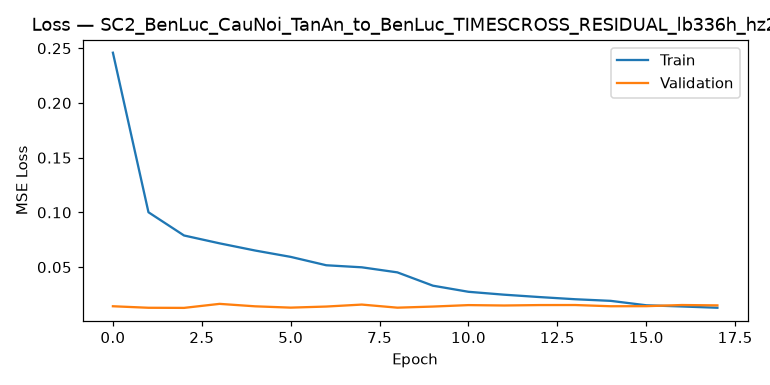 Loss — SC2_BenLuc_CauNoi_TanAn_to_BenLuc_TIMESCROSS_RESIDUAL_lb336h_hz2
Train
Validation
0.25
0.20
0.15
0.10
0.05
MSE Loss
0.0 2.5 5.0 7.5 10.0 12.5 15.0 17.5
Epoch